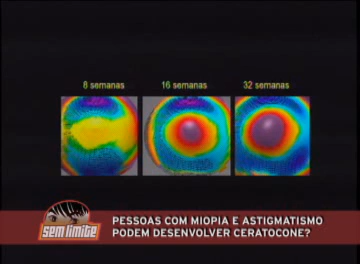 8 semanas 16 semanas 32 semanas
sem limite
PESSOAS COM MIOPIA E ASTIGMATISMO
PODEM DESENVOLVER CERATOCONE?